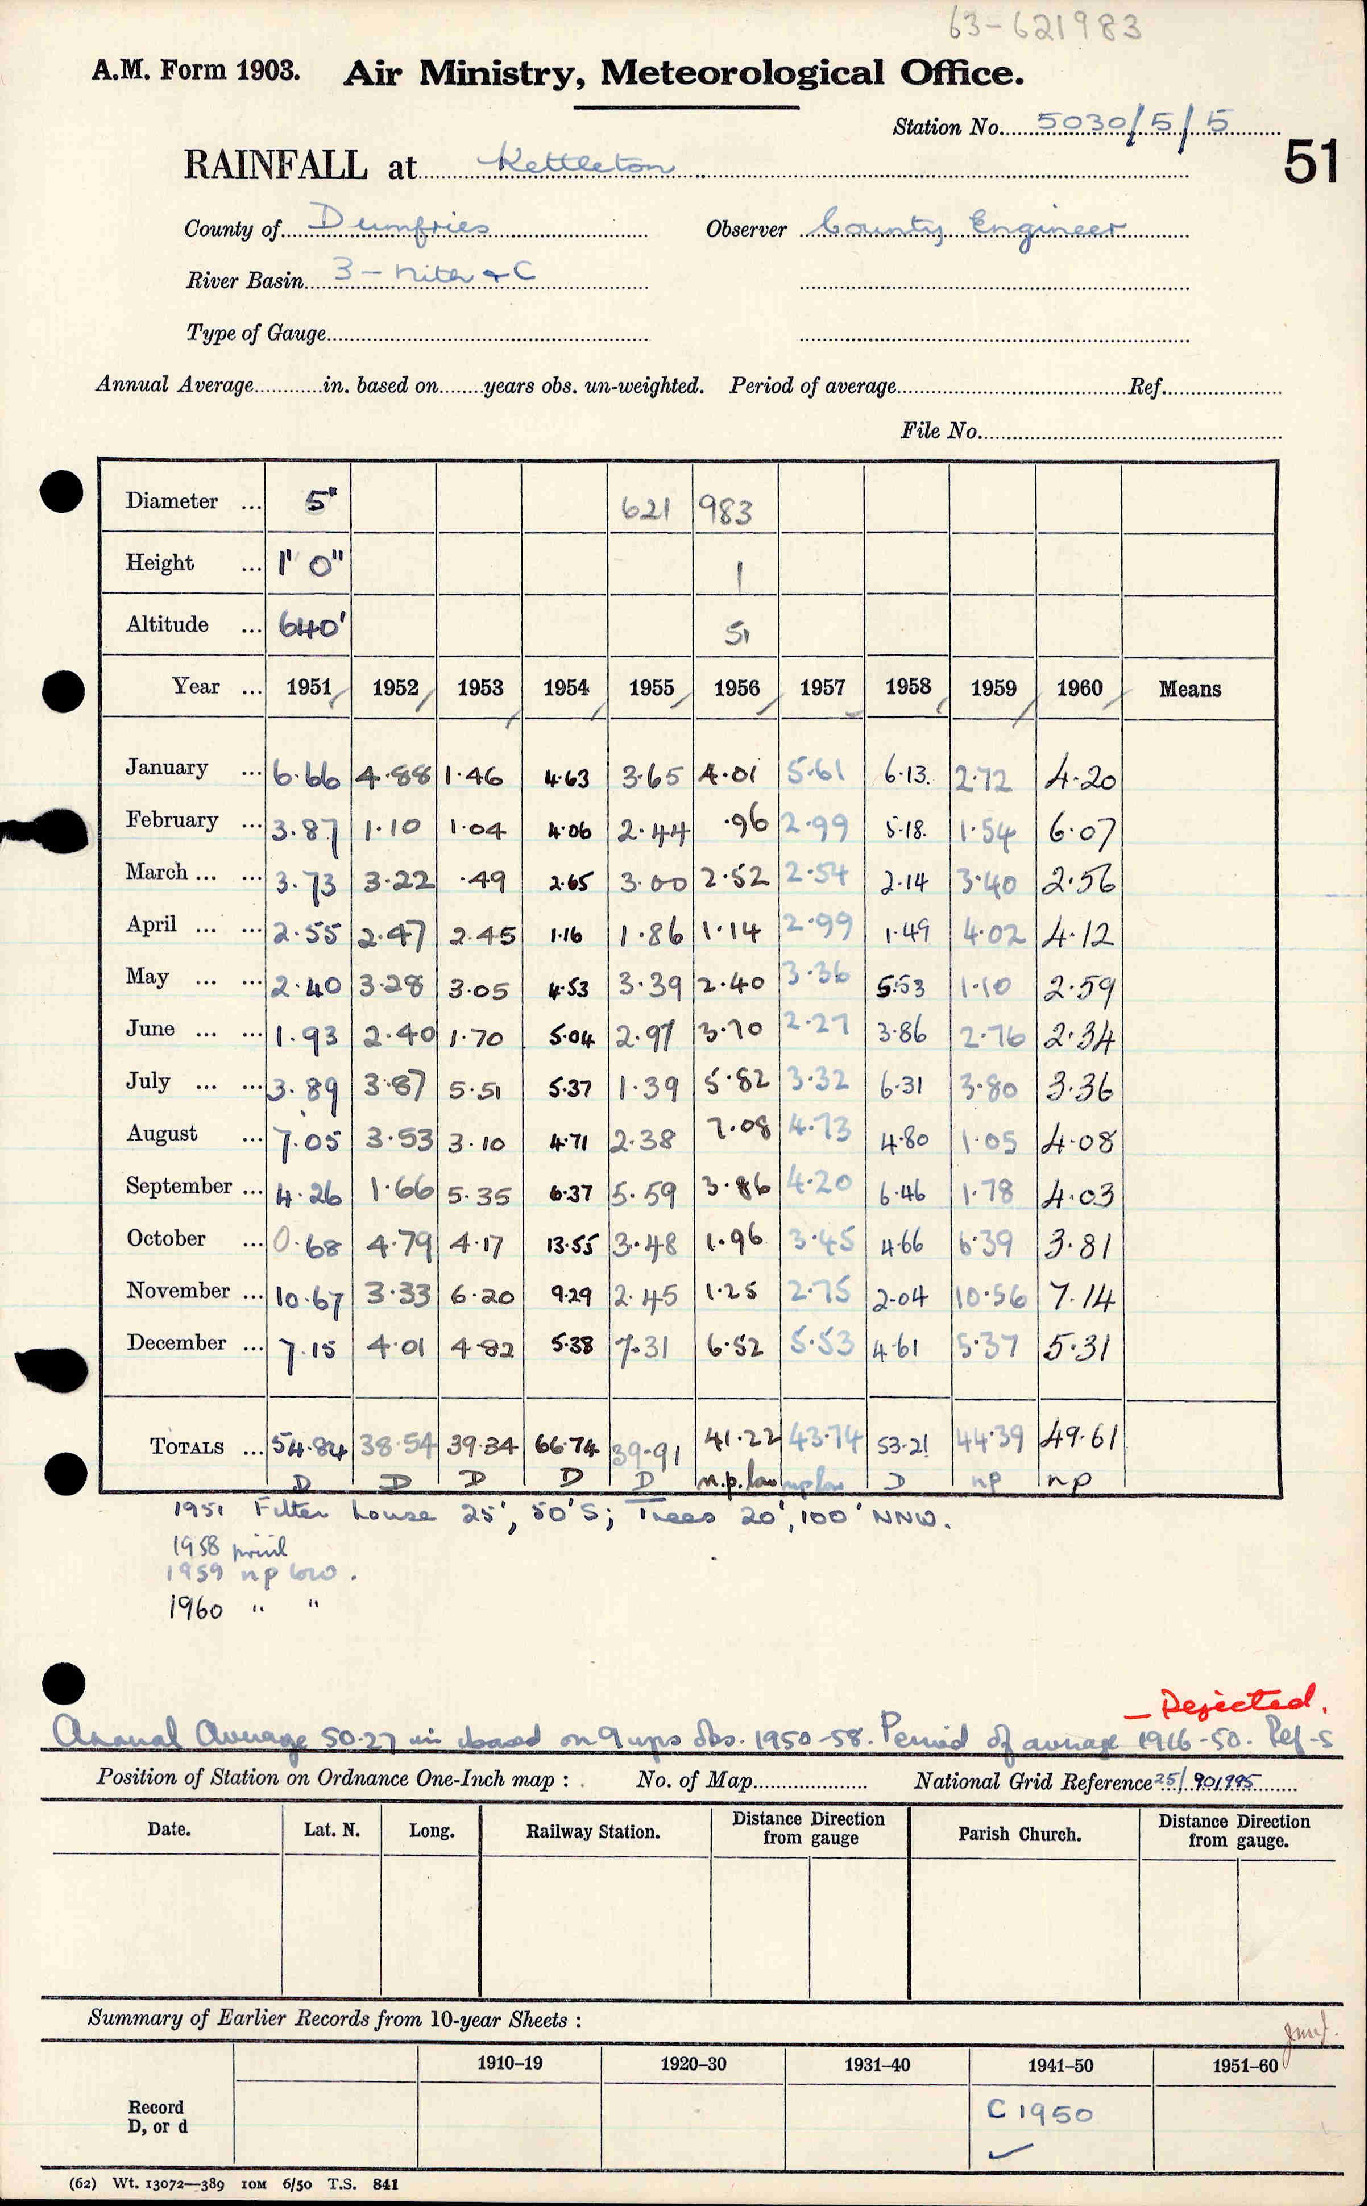 63-621983
A.M. Form 1903. Air Ministry, Meteorological Office.
Station No. 5030/5/5
51
RAINFALL at Kettleton
County of Dumfries Observer County Engineer
River Basin 3 - Nith & C
Type of Gauge
Annual Average in. based on years obs. un-weighted. Period of average Ref.
File No.
Diameter ... 5" 621 983
Height ... 1' 0" 1
Altitude ... 640' 51
Year ... 1951 1952 1953 1954 1955 1956 1957 1958 1959 1960 Means
January ... 6.66 4.88 1.46 4.63 3.65 4.01 5.61 6.13. 2.72 4.20
February ... 3.87 1.10 1.04 4.06 2.44 .96 2.99 5.18. 1.54 6.07
March ... ... 3.73 3.22 .49 2.65 3.00 2.52 2.54 2.14 3.40 2.56
April ... ... 2.55 2.47 2.45 1.16 1.86 1.14 2.99 1.49 4.02 4.12
May ... ... 2.40 3.28 3.05 4.53 3.39 2.40 3.36 5.53 1.10 2.59
June ... ... 1.93 2.40 1.70 5.04 2.97 3.70 2.27 3.86 2.76 2.34
July ... ... 3.89 3.87 5.51 5.37 1.39 5.82 3.32 6.31 3.80 3.36
August ... 7.05 3.53 3.10 4.71 2.38 7.08 4.73 4.80 1.05 4.08
September ... 4.26 1.66 5.35 6.37 5.59 3.86 4.20 6.46 1.78 4.03
October ... 0.68 4.79 4.17 13.55 3.48 1.96 3.45 4.66 6.39 3.81
November ... 10.67 3.33 6.20 9.29 2.45 1.25 2.75 2.04 10.56 7.14
December ... 7.15 4.01 4.82 5.38 7.31 6.52 5.53 4.61 5.37 5.31
TOTALS ... 54.84 38.54 39.34 66.74 39.91 41.22 43.74 53.21 44.39 49.61
D D D D D n.p. low np low D np np
1951 Filter house 25', 50'S; Trees 20', 100' NNW.
1958
1959 np low.
1960 " "
- Rejected.
Annual Average 50.27 in based on 9 yrs obs. 1950-58. Period of average 1916-50. Ref-S
Position of Station on Ordnance One-Inch map : No. of Map National Grid Reference 25/901995
Date. Lat. N. Long. Railway Station. Distance Direction from gauge Parish Church. Distance Direction from gauge.
Summary of Earlier Records from 10-year Sheets :
1910-19 1920-30 1931-40 1941-50 1951-60
Record
D, or d
C 1950
(62) Wt. 13072—389 10M 6/50 T.S. 841